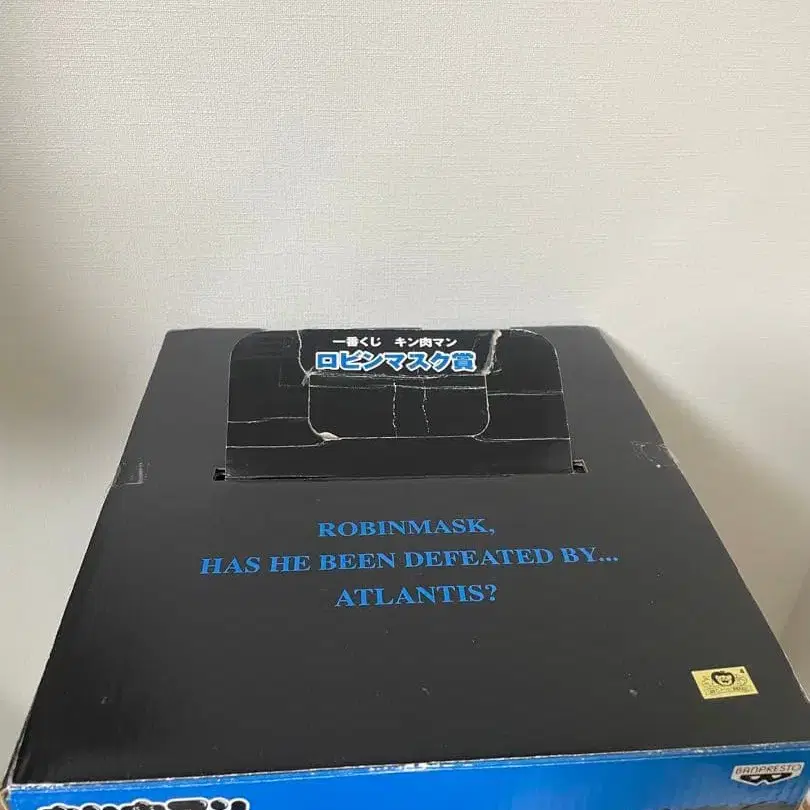 一番くじ キン肉マン
ロビンマスク賞
ROBINMASK,
HAS HE BEEN DEFEATED BY...
ATLANTIS?
BANPRESTO